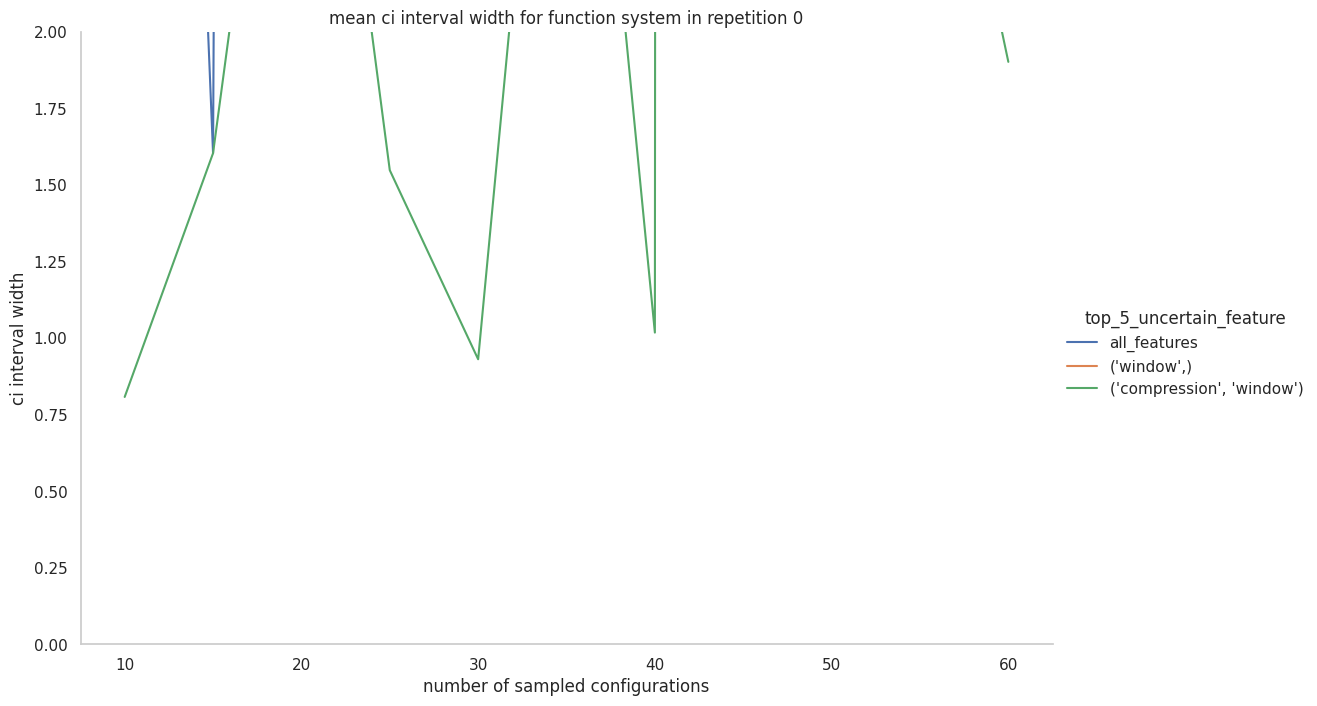 mean ci interval width for function system in repetition 0
2.00
1.75
1.50
1.25
1.00
0.75
0.50
0.25
0.00
ci interval width
10
20
30
40
50
60
number of sampled configurations
top_5_uncertain_feature
all_features
('window',)
('compression', 'window')